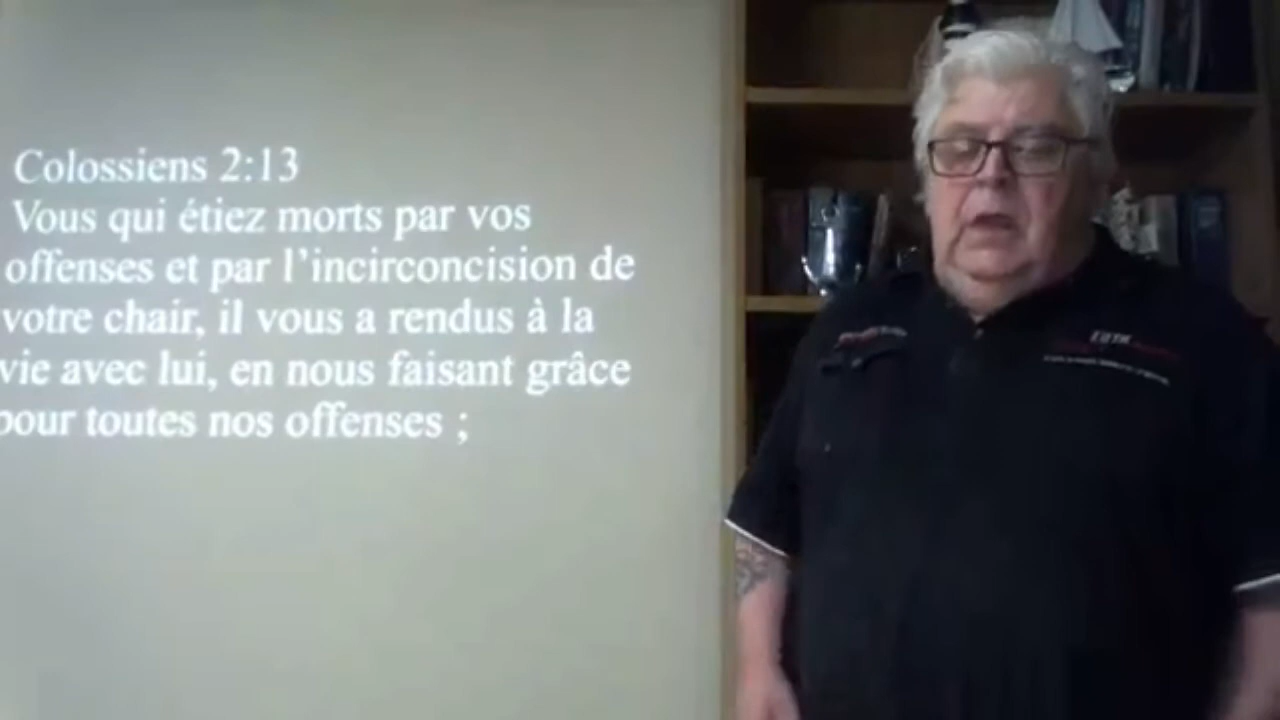 Colossiens 2:13
Vous qui étiez morts par vos
offenses et par l’incirconcision de
votre chair, il vous a rendus à la
vie avec lui, en nous faisant grâce
pour toutes nos offenses ;